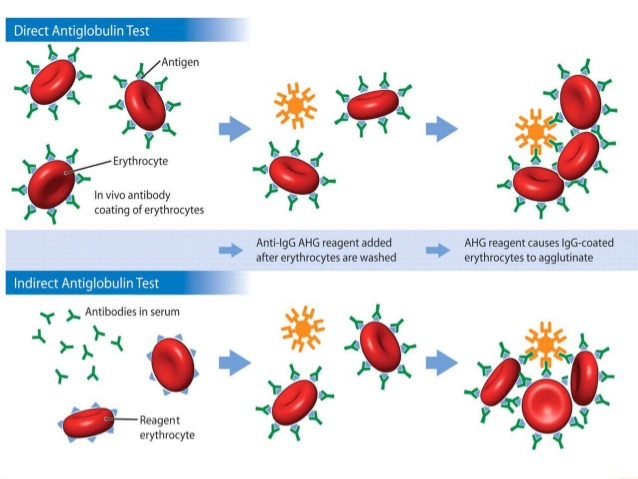 Direct Antiglobulin Test
Antigen
Erythrocyte
In vivo antibody
coating of erythrocytes
Anti-IgG AHG reagent added
after erythrocytes are washed
AHG reagent causes IgG-coated
erythrocytes to agglutinate
Indirect Antiglobulin Test
Antibodies in serum
Reagent
erythrocyte